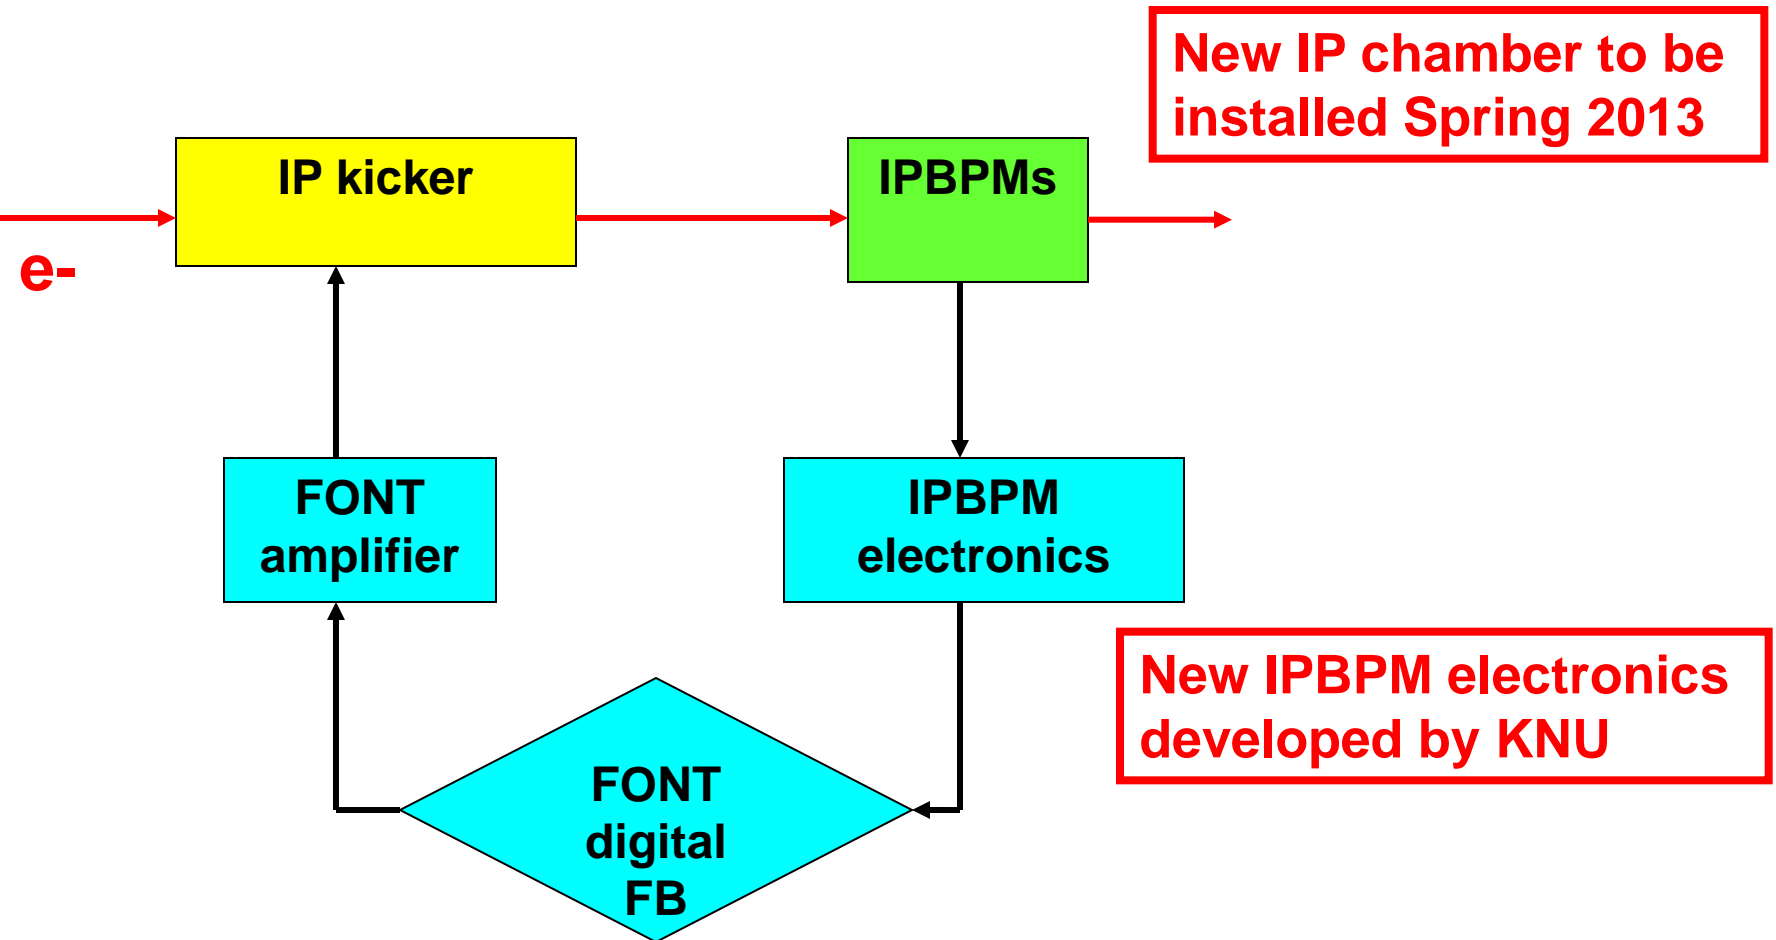 New IP chamber to be
installed Spring 2013
IP kicker
IPBPMs
e-
FONT
amplifier
IPBPM
electronics
New IPBPM electronics
developed by KNU
FONT
digital
FB